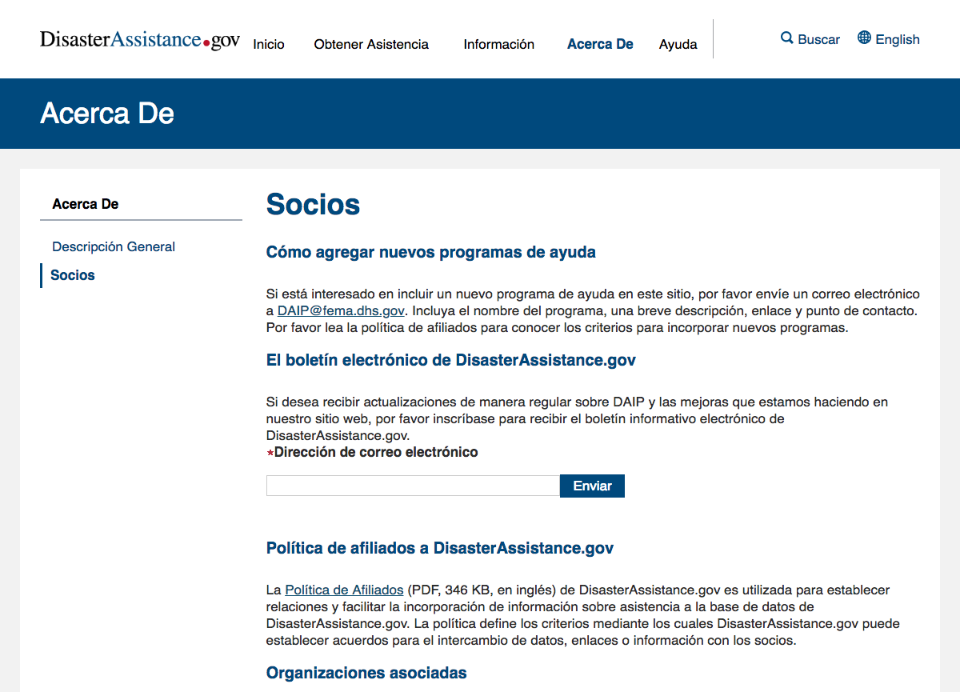 DisasterAssistance.gov
Inicio
Obtener Asistencia
Información
Acerca De
Ayuda
Buscar
English
Acerca De
Acerca De
Descripción General
Socios
Socios
Cómo agregar nuevos programas de ayuda
Si está interesado en incluir un nuevo programa de ayuda en este sitio, por favor envíe un correo electrónico
a DAIP@fema.dhs.gov. Incluya el nombre del programa, una breve descripción, enlace y punto de contacto.
Por favor lea la política de afiliados para conocer los criterios para incorporar nuevos programas.
El boletín electrónico de DisasterAssistance.gov
Si desea recibir actualizaciones de manera regular sobre DAIP y las mejoras que estamos haciendo en
nuestro sitio web, por favor inscríbase para recibir el boletín informativo electrónico de
DisasterAssistance.gov.
*Dirección de correo electrónico
Enviar
Política de afiliados a DisasterAssistance.gov
La Política de Afiliados (PDF, 346 KB, en inglés) de DisasterAssistance.gov es utilizada para establecer
relaciones y facilitar la incorporación de información sobre asistencia a la base de datos de
DisasterAssistance.gov. La política define los criterios mediante los cuales DisasterAssistance.gov puede
establecer acuerdos para el intercambio de datos, enlaces o información con los socios.
Organizaciones asociadas